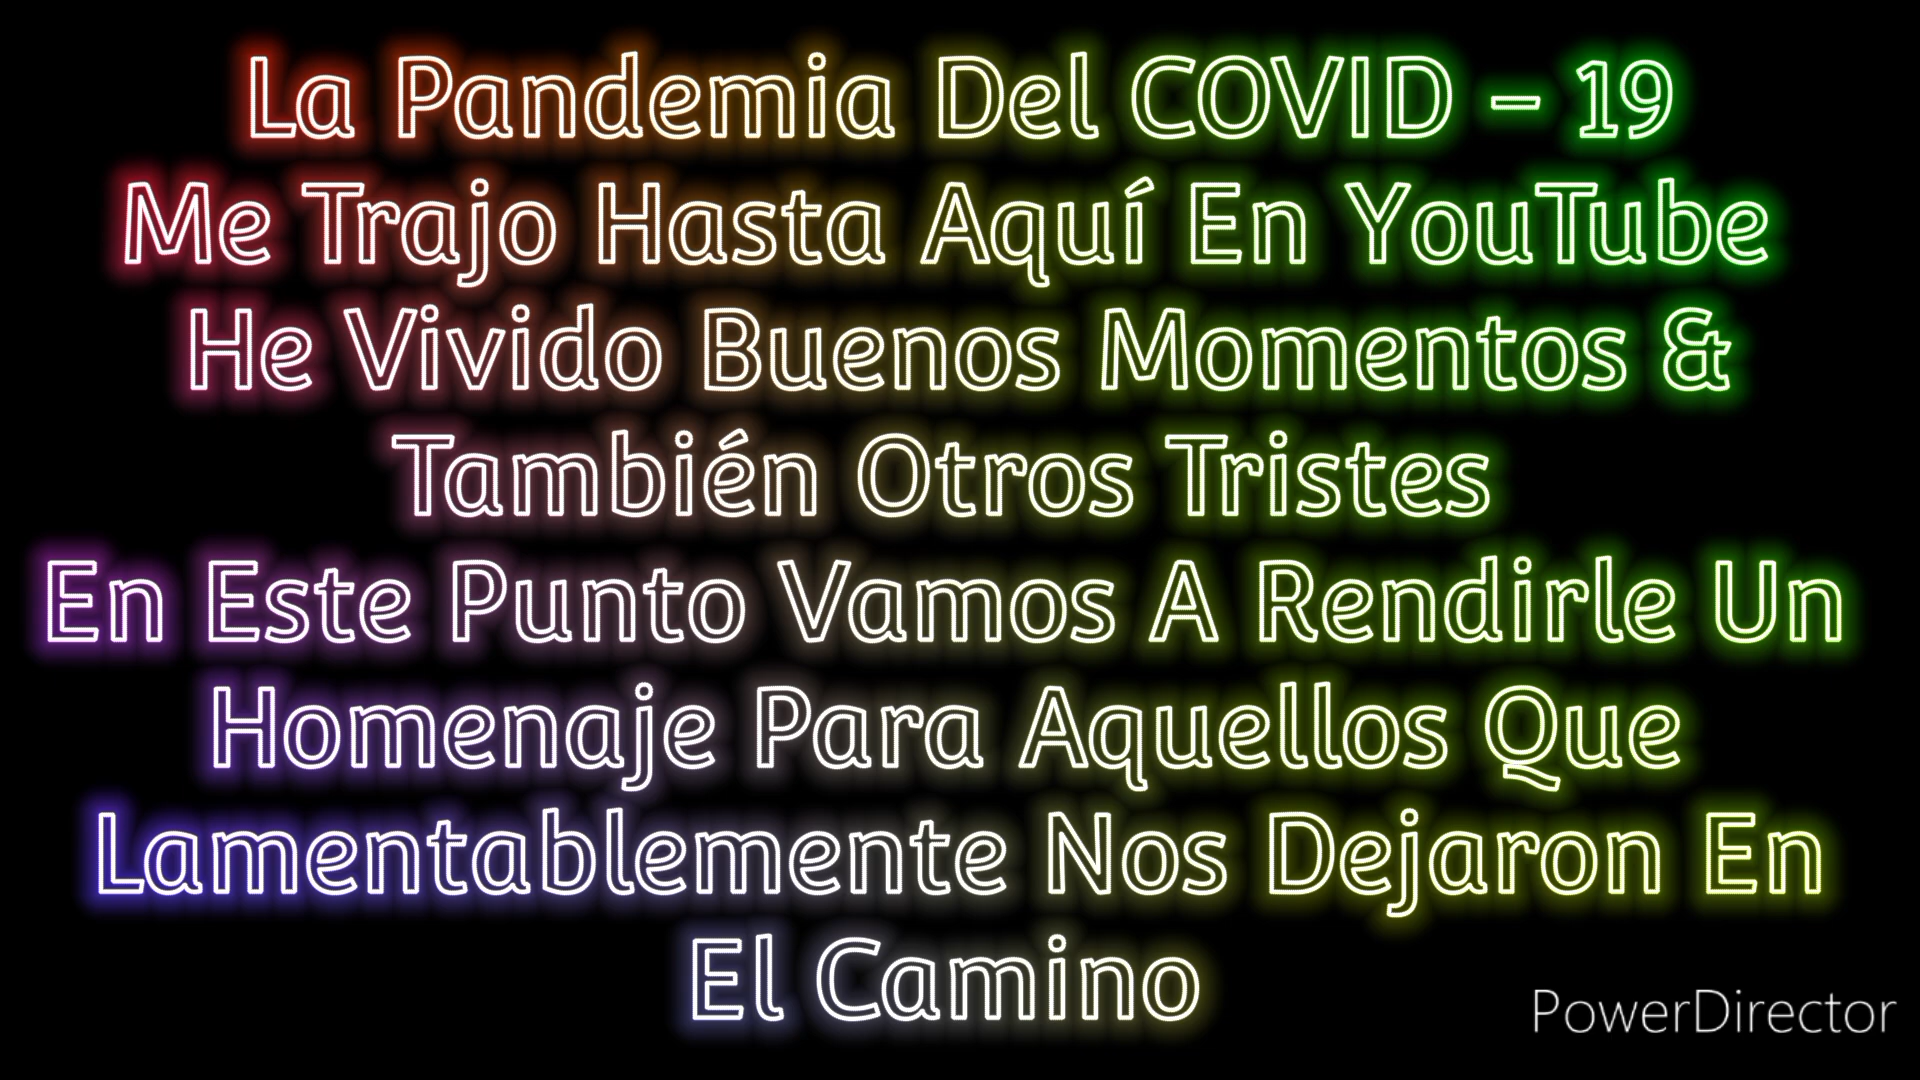 La Pandemia Del COVID – 19
Me Trajo Hasta Aquí En YouTube
He Vivido Buenos Momentos &
También Otros Tristes
En Este Punto Vamos A Rendirle Un
Homenaje Para Aquellos Que
Lamentablemente Nos Dejaron En
El Camino
PowerDirector